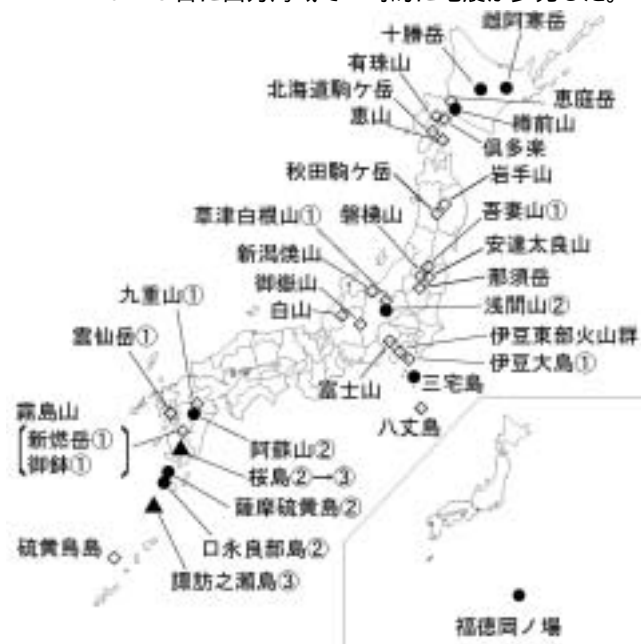 雌阿寒岳
十勝岳
有珠山
北海道駒ケ岳
恵山
恵庭岳
樽前山
倶多楽
秋田駒ケ岳
岩手山
草津白根山①
磐梯山
吾妻山①
新潟焼山
安達太良山
御嶽山
那須岳
九重山①
白山
浅間山②
雲仙岳①
伊豆東部火山群
伊豆大島①
富士山
三宅島
霧島山
八丈島
新燃岳①
御鉢①
阿蘇山②
桜島②→③
薩摩硫黄島②
硫黄鳥島
口永良部島②
諏訪之瀬島③
福徳岡ノ場